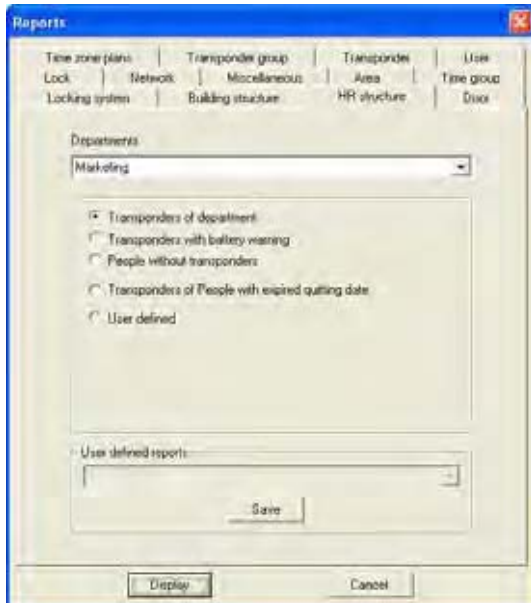 Reports
Time zone plans Transponder group Transponder User
Lock Network Miscellaneous Area Time group
Locking system Building structure HR structure Door
Departments
Marketing
Transponders of department
Transponders with battery warning
People without transponders
Transponders of People with expired quitting date
User defined
User defined reports
Save
Display Cancel